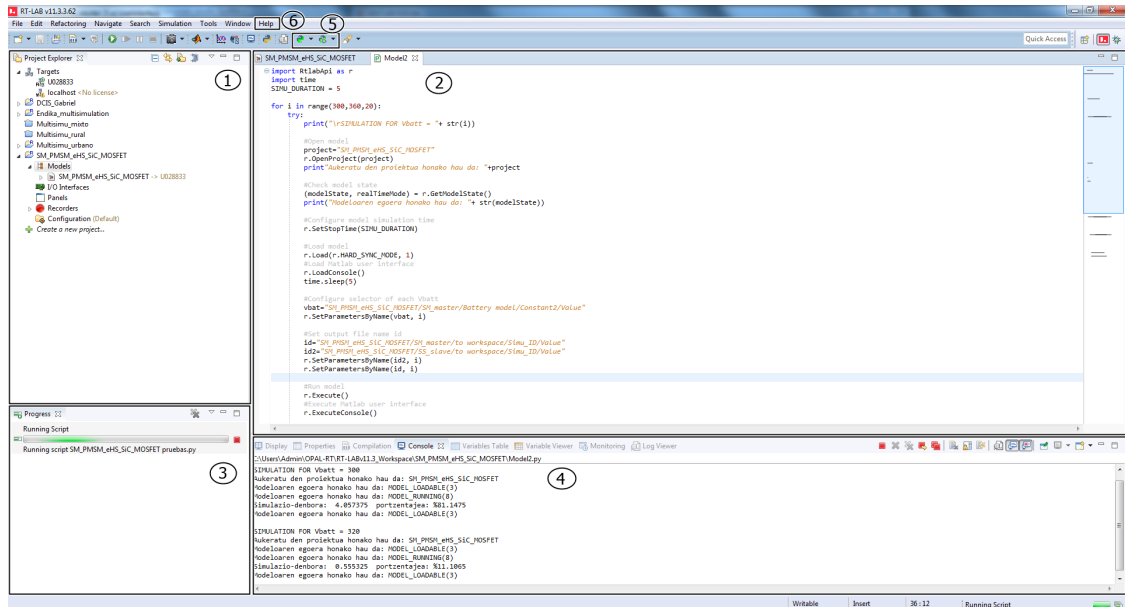 RT-LAB v11.3.3.62
File Edit Refactoring Navigate Search Simulation Tools Window Help
6
5
Quick Access
Project Explorer
1
Targets
U028833
localhost <No license>
DCIS_Gabriel
Endika_multisimulation
Multisimu_mixto
Multisimu_rural
Multisimu_urbano
SM_PMSM_eHS_SiC_MOSFET
Models
SM_PMSM_eHS_SiC_MOSFET -> U028833
I/O Interfaces
Panels
Recorders
Configuration (Default)
Create a new project...
SM_PMSM_eHS_SiC_MOSFET Model2
2
import RtlabApi as r
import time
SIMU_DURATION = 5
for i in range(300,360,20):
try:
print("\rSIMULATION FOR Vbatt = "+ str(i))
#Open model
project="SM_PMSM_eHS_SiC_MOSFET"
r.OpenProject(project)
print"Aukeratu den proiektua honako hau da: "+project
#Check model state
(modelState, realTimeMode) = r.GetModelState()
print("Modeloaren egoera honako hau da: "+ str(modelState))
#Configure model simulation time
r.SetStopTime(SIMU_DURATION)
#Load model
r.Load(r.HARD_SYNC_MODE, 1)
#Load Matlab user interface
r.LoadConsole()
time.sleep(5)
#Configure selector of each Vbatt
vbat="SM_PMSM_eHS_SiC_MOSFET/SM_master/Battery model/Constant2/Value"
r.SetParametersByName(vbat, i)
#Set output file name id
id="SM_PMSM_eHS_SiC_MOSFET/SM_master/to workspace/Simu_ID/Value"
id2="SM_PMSM_eHS_SiC_MOSFET/SS_slave/to workspace/Simu_ID/Value"
r.SetParametersByName(id2, i)
r.SetParametersByName(id, i)
#Run model
r.Execute()
#Execute Matlab user interface
r.ExecuteConsole()
Progress
Running Script
Running script SM_PMSM_eHS_SiC_MOSFET pruebas.py
3
Display Properties Compilation Console Variables Table Variable Viewer Monitoring Log Viewer
C:\Users\Admin\OPAL-RT\RT-LABv11.3_Workspace\SM_PMSM_eHS_SiC_MOSFET\Model2.py
4
SIMULATION FOR Vbatt = 300
Aukeratu den proiektua honako hau da: SM_PMSM_eHS_SiC_MOSFET
Modeloaren egoera honako hau da: MODEL_LOADABLE(3)
Modeloaren egoera honako hau da: MODEL_RUNNING(8)
Simulazio-denbora: 4.057375 portzentajea: %81.1475
Modeloaren egoera honako hau da: MODEL_LOADABLE(3)
SIMULATION FOR Vbatt = 320
Aukeratu den proiektua honako hau da: SM_PMSM_eHS_SiC_MOSFET
Modeloaren egoera honako hau da: MODEL_LOADABLE(3)
Modeloaren egoera honako hau da: MODEL_RUNNING(8)
Simulazio-denbora: 0.555325 portzentajea: %11.1065
Modeloaren egoera honako hau da: MODEL_LOADABLE(3)
Writable Insert 36 : 12 Running Script